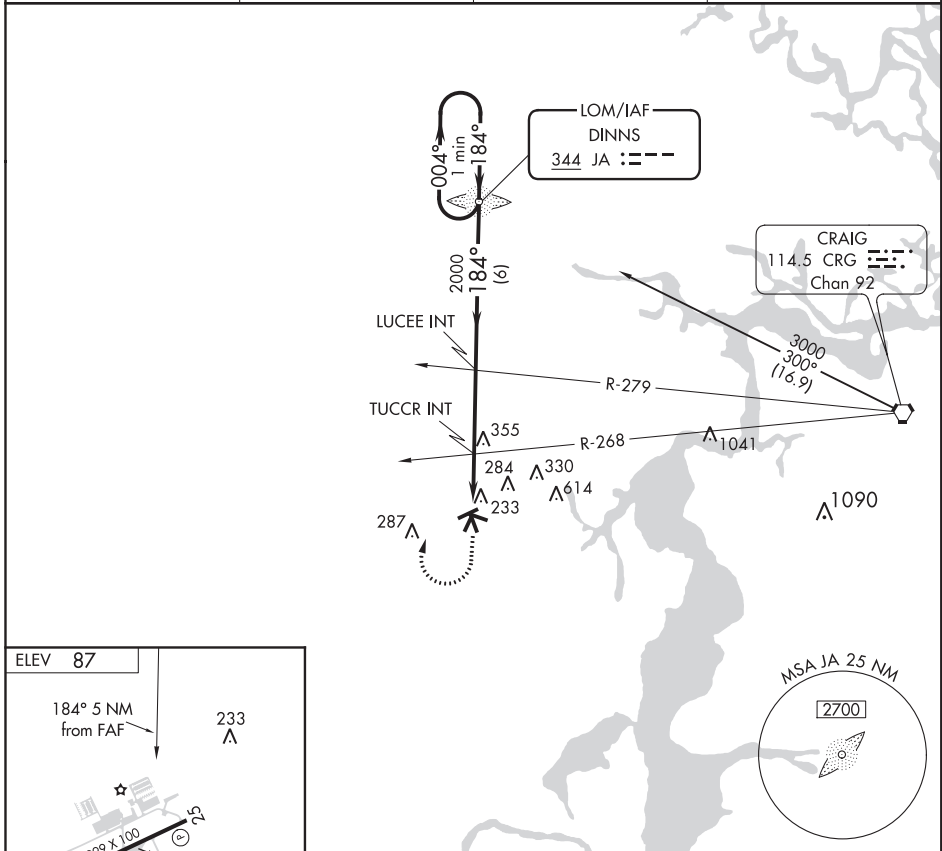 LOM/IAF
DINNS
344 JA
004°
1 min
184°
CRAIG
114.5 CRG
Chan 92
2000
184°
(6)
LUCEE INT
3000
300°
(16.9)
R-279
TUCCR INT
355
R-268
1041
284
330
614
233
287
1090
ELEV 87
184° 5 NM
from FAF
233
MSA JA 25 NM
2700
25
P
X 100